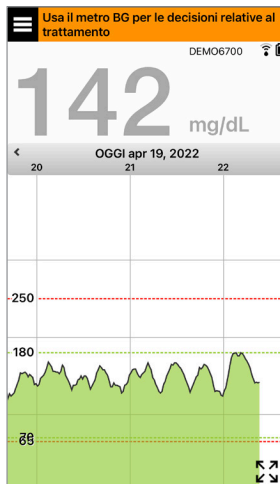 Usa il metro BG per le decisioni relative al
trattamento
DEMO6700
142 mg/dL
OGGI apr 19, 2022
20 21 22
250
180
70
65